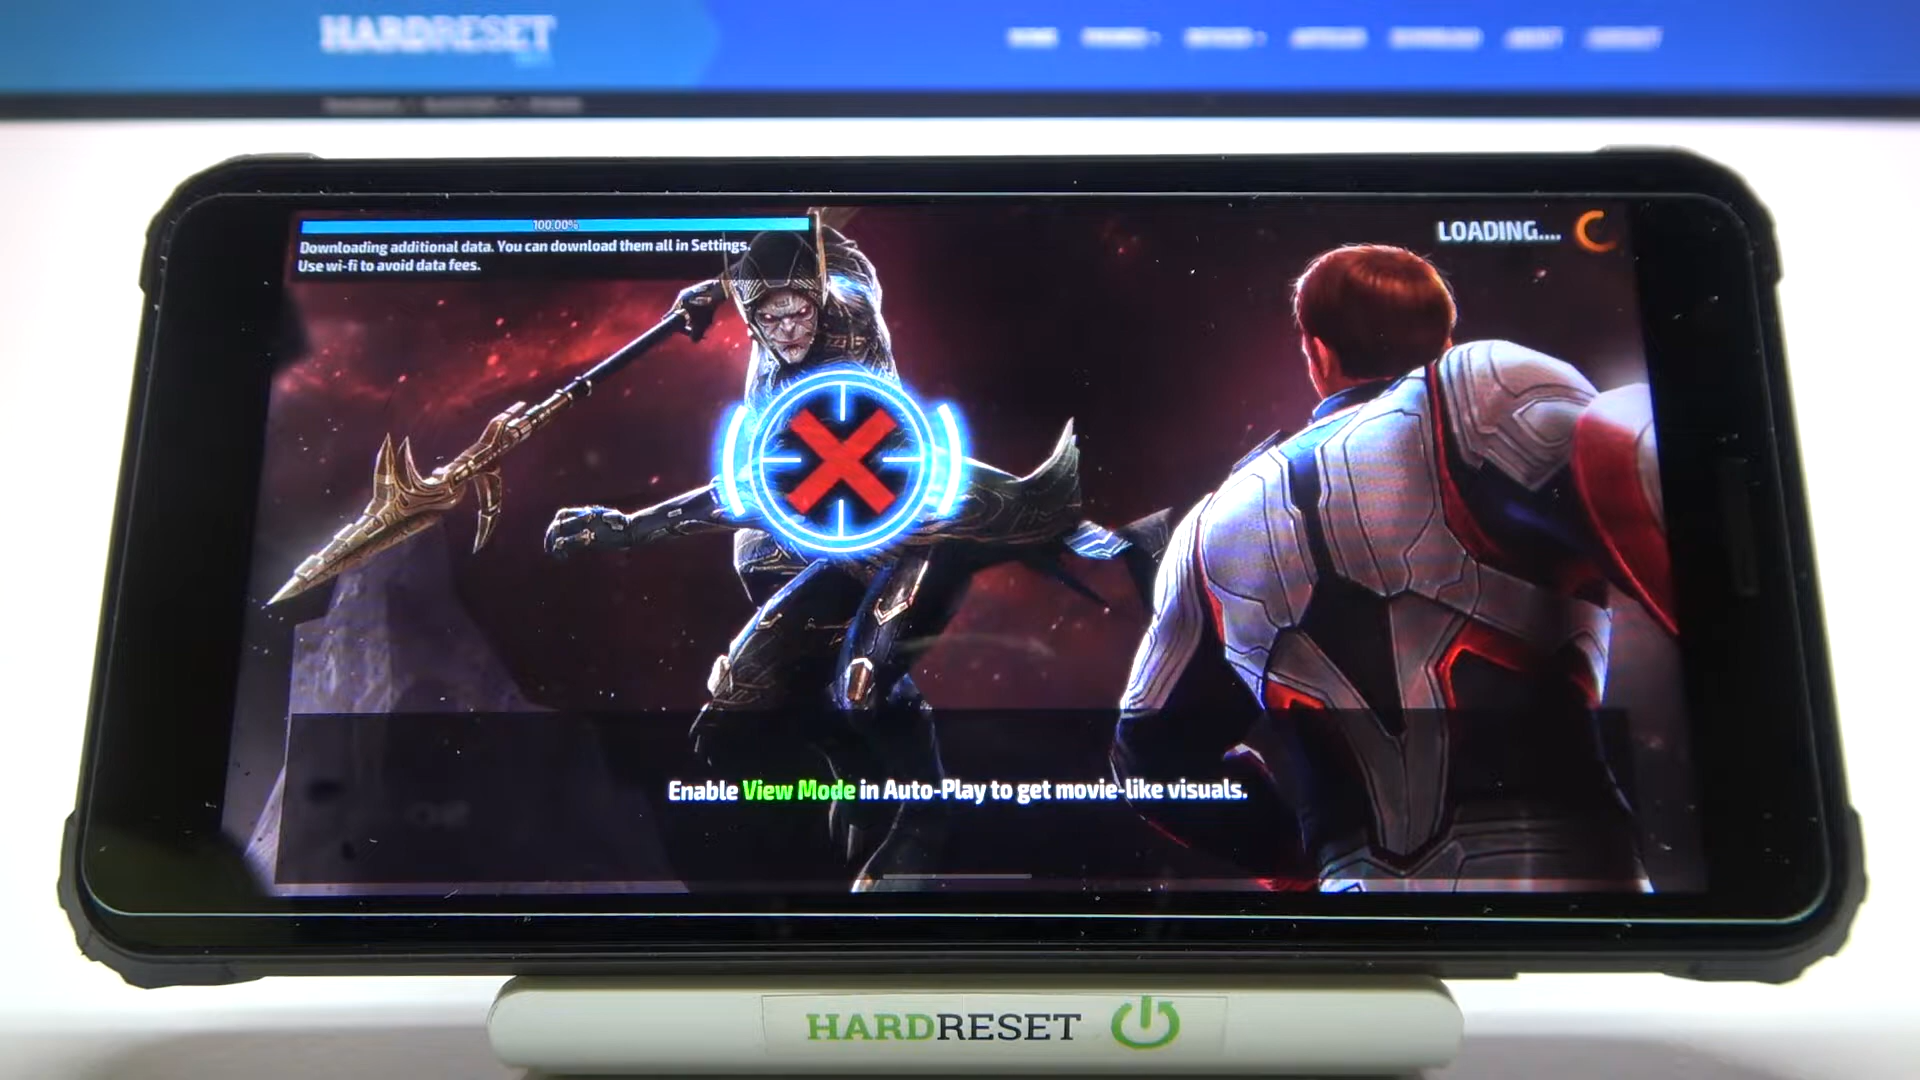 HARDRESET
HOME
100.00%
Downloading additional data. You can download them all in Settings.
Use wi-fi to avoid data fees.
LOADING....
Enable View Mode in Auto-Play to get movie-like visuals.
HARDRESET